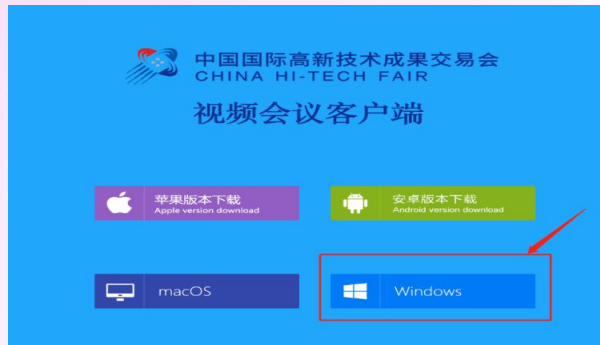 中国国际高新技术成果交易会
CHINA HI-TECH FAIR
视频会议客户端
苹果版本下载
Apple version download
安卓版本下载
Android version download
macOS
Windows